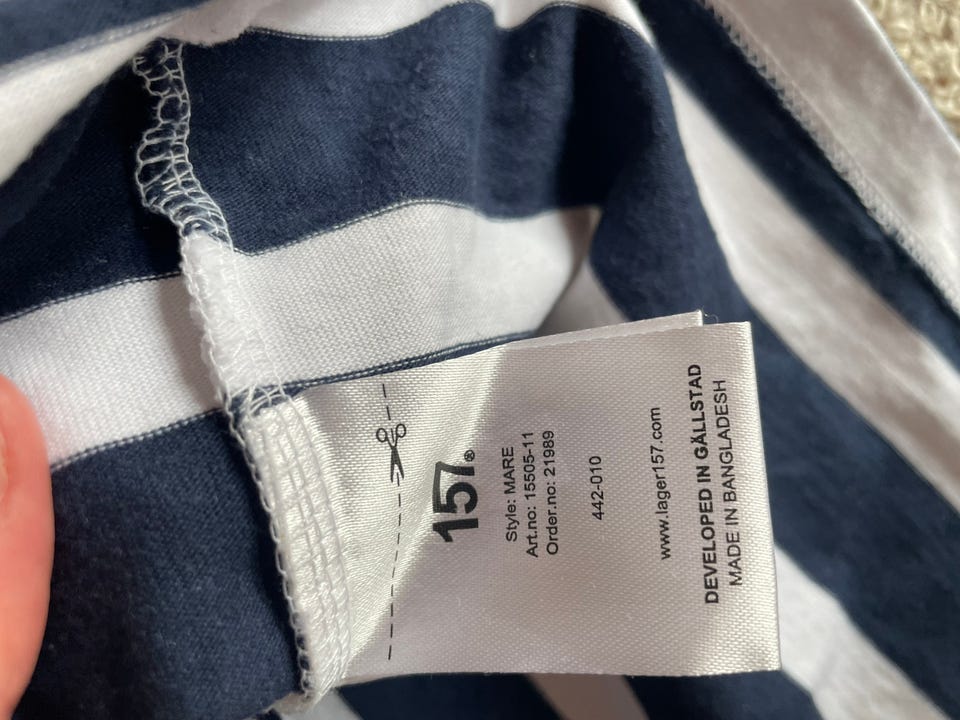 157®
Style: MARE
Art.no: 15505-11
Order.no: 21989
442-010
www.lager157.com
DEVELOPED IN GÄLLSTAD
MADE IN BANGLADESH